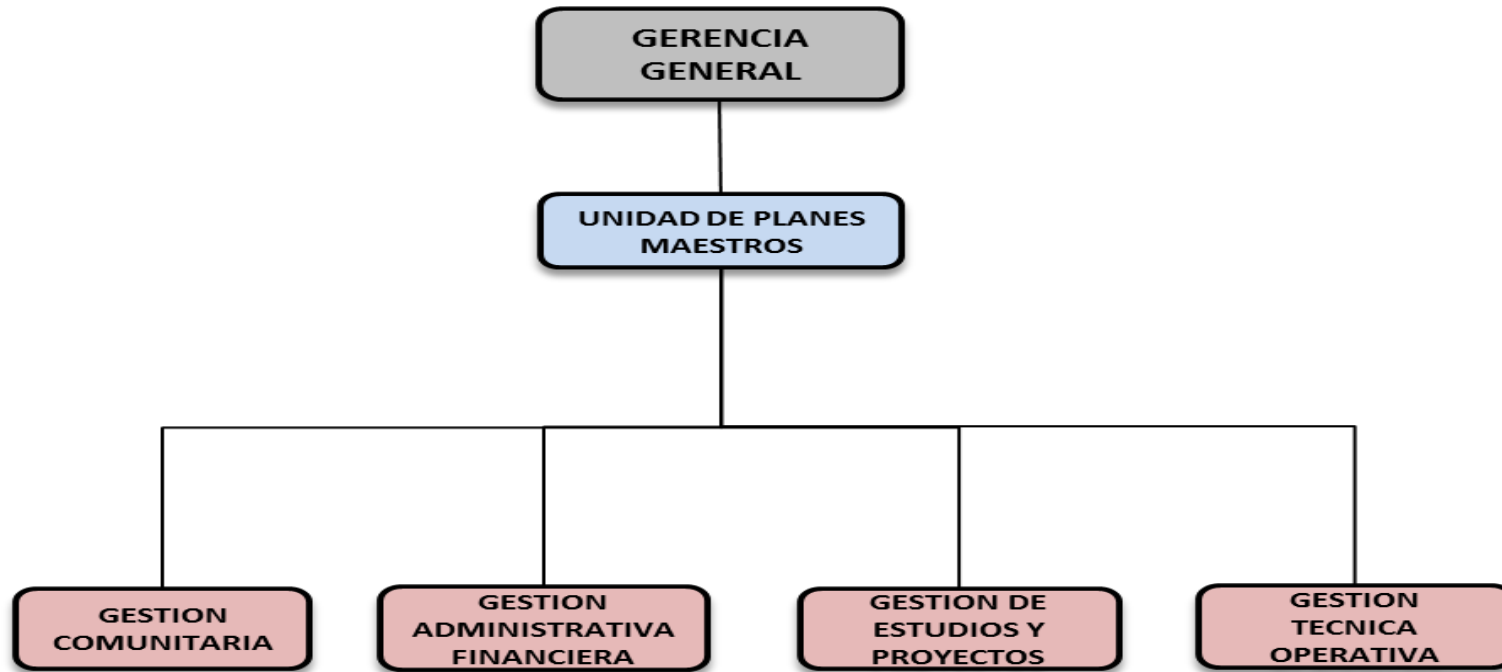 GERENCIA
GENERAL
UNIDAD DE PLANES
MAESTROS
GESTION
COMUNITARIA
GESTION
ADMINISTRATIVA
FINANCIERA
GESTION DE
ESTUDIOS Y
PROYECTOS
GESTION
TECNICA
OPERATIVA